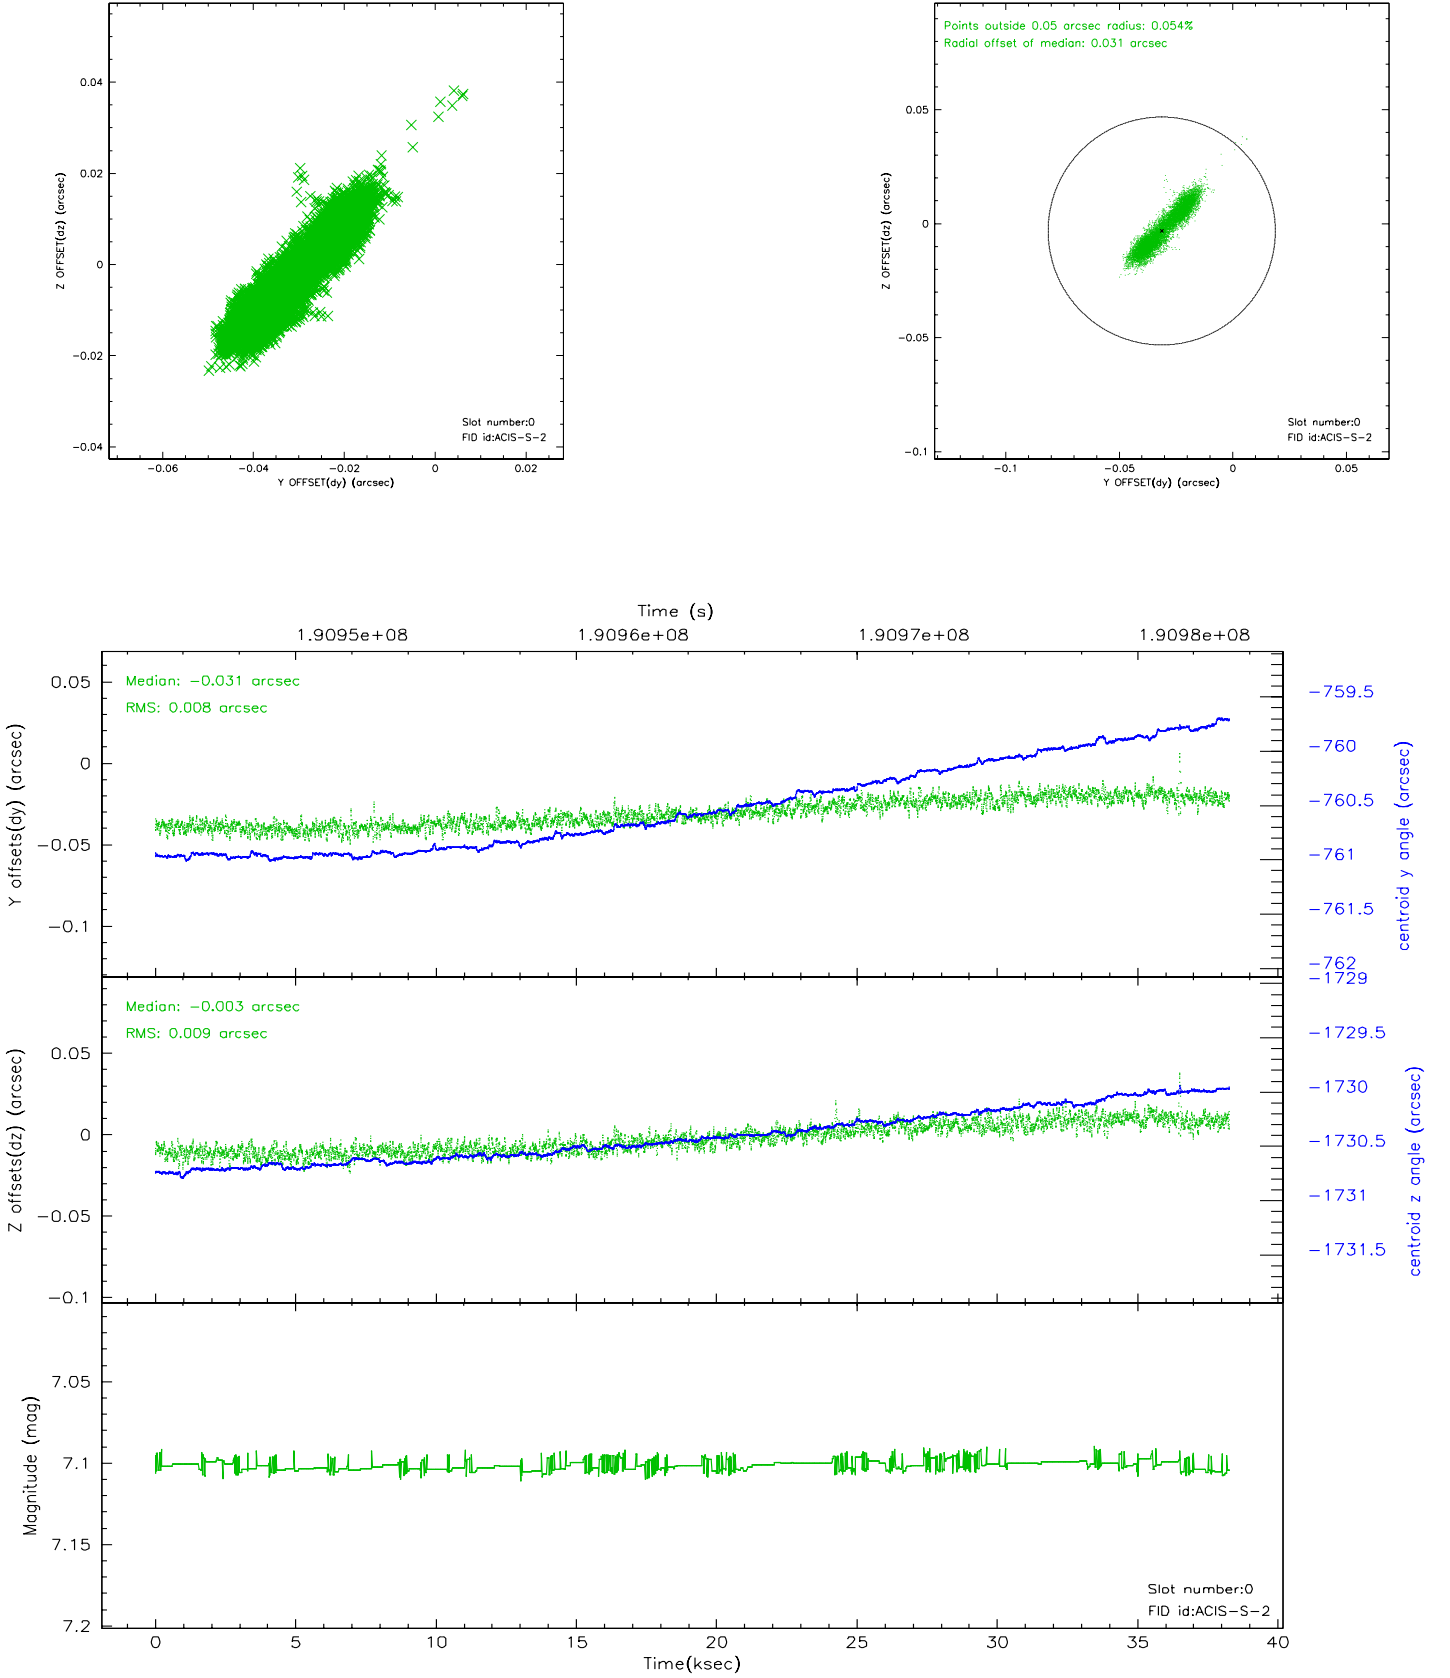 0.04
0.02
0
-0.02
-0.04
Z OFFSET(dz) (arcsec)
Slot number:0
FID id:ACIS-S-2
-0.06
-0.04
-0.02
0
0.02
Y OFFSET(dy) (arcsec)
Points outside 0.05 arcsec radius: 0.054%
Radial offset of median: 0.031 arcsec
0.05
0
-0.05
-0.1
Z OFFSET(dz) (arcsec)
Slot number:0
FID id:ACIS-S-2
-0.1
-0.05
0
0.05
Y OFFSET(dy) (arcsec)
Time (s)
1.9095e+08
1.9096e+08
1.9097e+08
1.9098e+08
Median: -0.031 arcsec
RMS: 0.008 arcsec
0.05
0
-0.05
-0.1
Y offsets(dy) (arcsec)
-759.5
-760
-760.5
-761
-761.5
-762
centroid y angle (arcsec)
Median: -0.003 arcsec
RMS: 0.009 arcsec
0.05
0
-0.05
-0.1
Z offsets(dz) (arcsec)
-1729
-1729.5
-1730
-1730.5
-1731
-1731.5
centroid z angle (arcsec)
7.05
7.1
7.15
7.2
Magnitude (mag)
Slot number:0
FID id:ACIS-S-2
0
5
10
15
20
25
30
35
40
Time(ksec)